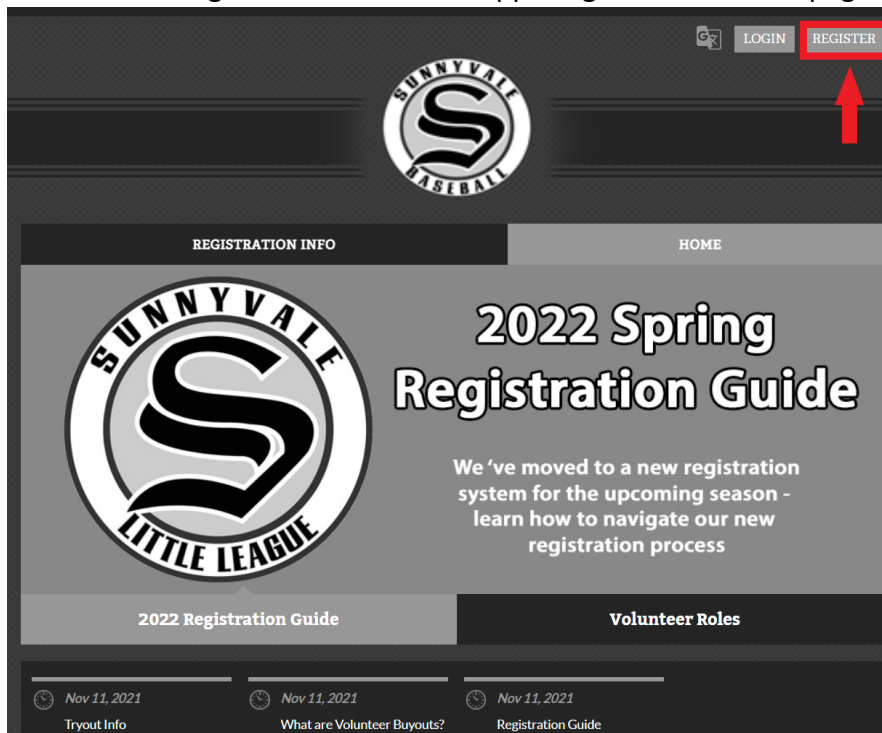 LOGIN REGISTER
SUNNYVALE
S
BASEBALL
REGISTRATION INFO HOME
SUNNYVALE
S
LITTLE LEAGUE
2022 Spring
Registration Guide
We 've moved to a new registration
system for the upcoming season -
learn how to navigate our new
registration process
2022 Registration Guide Volunteer Roles
Nov 11, 2021 Nov 11, 2021 Nov 11, 2021
Tryout Info What are Volunteer Buyouts? Registration Guide